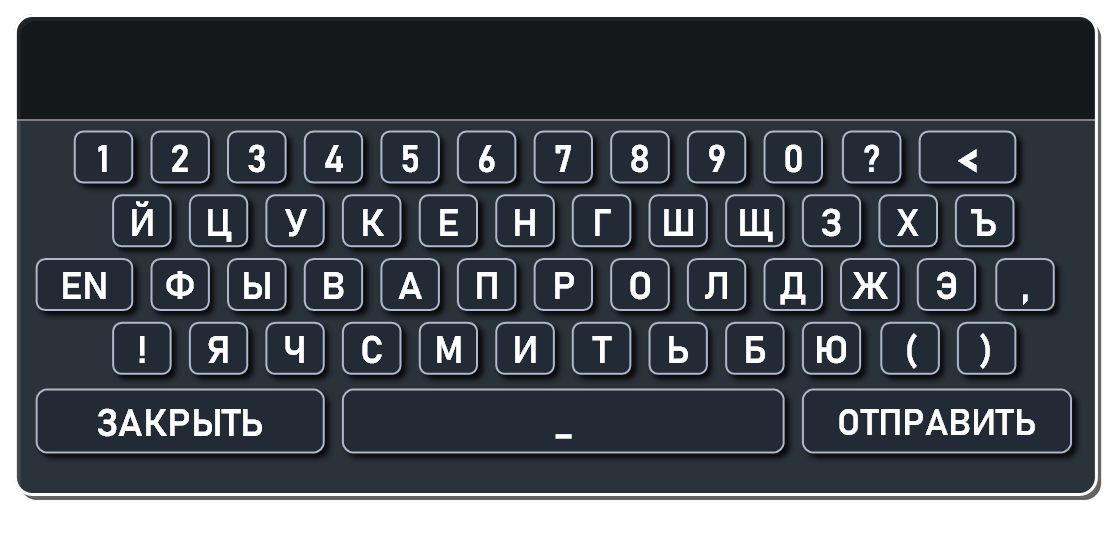 1 2 3 4 5 6 7 8 9 0 ? <
Й Ц У К Е Н Г Ш Щ З Х Ъ
EN Ф Ы В А П Р О Л Д Ж Э ,
! Я Ч С М И Т Ь Б Ю ( )
ЗАКРЫТЬ _ ОТПРАВИТЬ